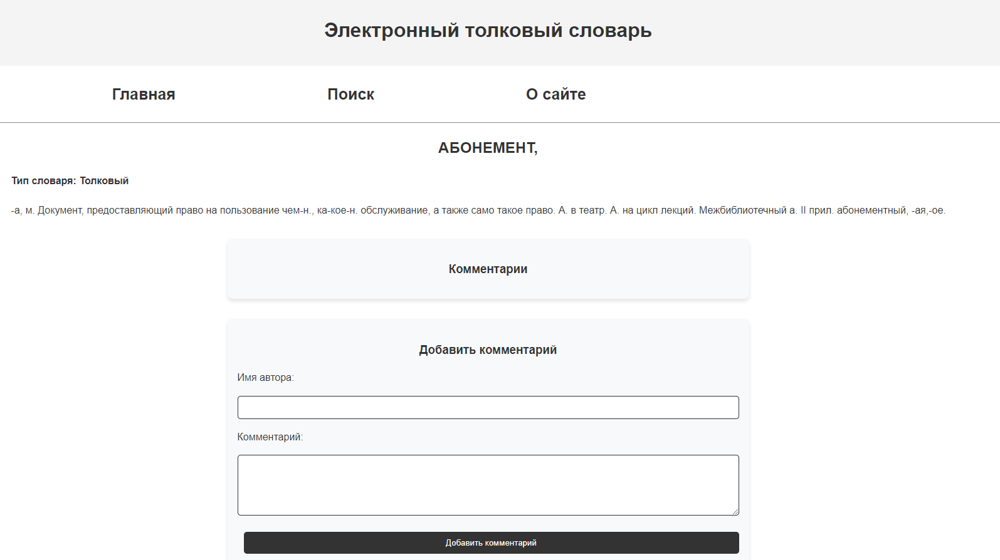 Электронный толковый словарь
Главная Поиск О сайте
АБОНЕМЕНТ,
Тип словаря: Толковый
-а, м. Документ, предоставляющий право на пользование чем-н., ка-кое-н. обслуживание, а также само такое право. А. в театр. А. на цикл лекций. Межбиблиотечный а. II прил. абонементный, -ая,-ое.
Комментарии
Добавить комментарий
Имя автора:
Комментарий:
Добавить комментарий